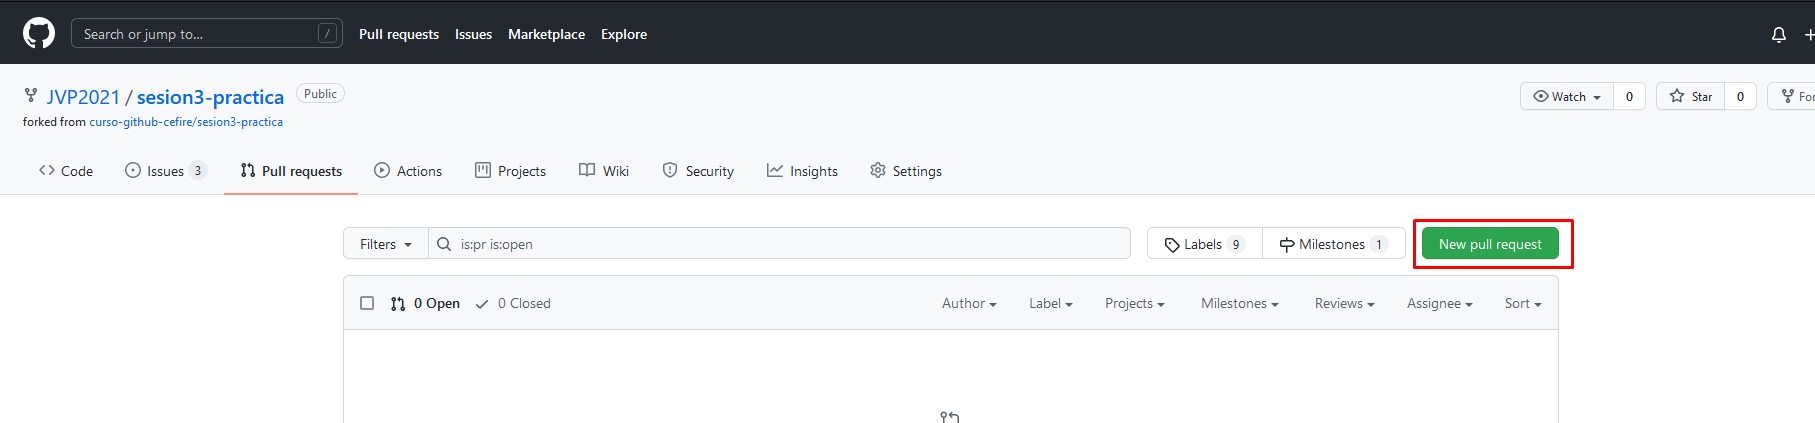 Search or jump to... / Pull requests Issues Marketplace Explore
JVP2021 / sesion3-practica Public Watch 0 Star 0 For
forked from curso-github-cefire/sesion3-practica
Code Issues 3 Pull requests Actions Projects Wiki Security Insights Settings
Filters is:pr is:open Labels 9 Milestones 1 New pull request
0 Open 0 Closed Author Label Projects Milestones Reviews Assignee Sort